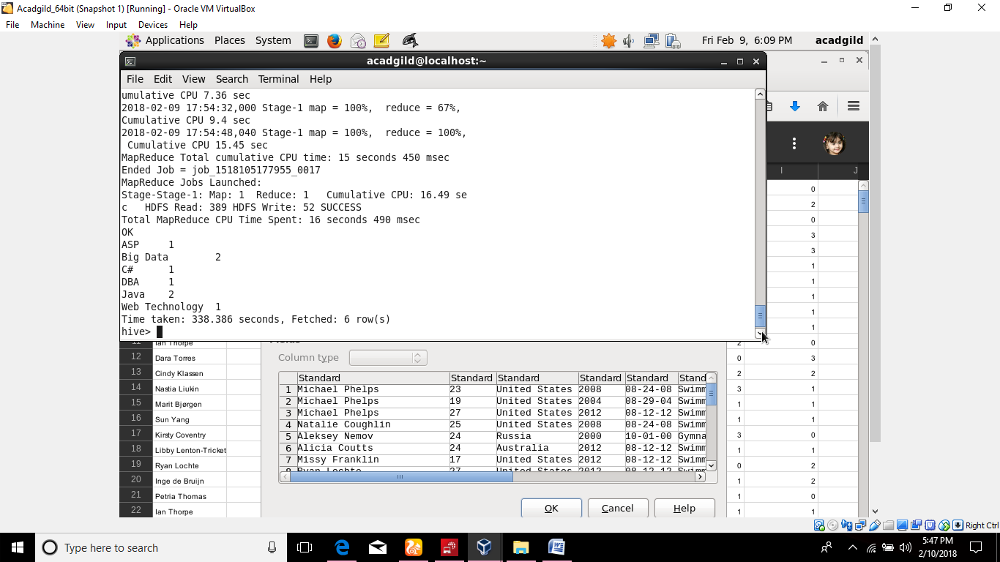 Acadgild_64bit (Snapshot 1) [Running] - Oracle VM VirtualBox
File Machine View Input Devices Help
Applications Places System Fri Feb 9, 6:09 PM acadgild
acadgild@localhost:~
File Edit View Search Terminal Help
umulative CPU 7.36 sec
2018-02-09 17:54:32,000 Stage-1 map = 100%, reduce = 67%,
Cumulative CPU 9.4 sec
2018-02-09 17:54:48,040 Stage-1 map = 100%, reduce = 100%,
Cumulative CPU 15.45 sec
MapReduce Total cumulative CPU time: 15 seconds 450 msec
Ended Job = job_1518105177955_0017
MapReduce Jobs Launched:
Stage-Stage-1: Map: 1 Reduce: 1 Cumulative CPU: 16.49 se
c HDFS Read: 389 HDFS Write: 52 SUCCESS
Total MapReduce CPU Time Spent: 16 seconds 490 msec
OK
ASP 1
Big Data 2
C# 1
DBA 1
Java 2
Web Technology 1
Time taken: 338.386 seconds, Fetched: 6 row(s)
hive>
I J
0
2
0
3
3
1
1
1
1
1
11 Ian Thorpe 2 0
12 Dara Torres 0 3
13 Cindy Klassen 2 2
14 Nastia Liukin 3 1
15 Marit Bjørgen 1 1
16 Sun Yang 1 1
17 Kirsty Coventry 3 0
18 Libby Lenton-Tricket 1 1
19 Ryan Lochte 0 2
20 Inge de Bruijn 1 2
21 Petria Thomas 1 0
22 Ian Thorpe 1 1
Column type
Standard Standard Standard Standard Standard Stand
1 Michael Phelps 23 United States 2008 08-24-08 Swimm
2 Michael Phelps 19 United States 2004 08-29-04 Swimm
3 Michael Phelps 27 United States 2012 08-12-12 Swimm
4 Natalie Coughlin 25 United States 2008 08-24-08 Swimm
5 Aleksey Nemov 24 Russia 2000 10-01-00 Gymna
6 Alicia Coutts 24 Australia 2012 08-12-12 Swimm
7 Missy Franklin 17 United States 2012 08-12-12 Swimm
8 Ryan Lochte 27 United States 2012 08-12-12 Swimm
OK Cancel Help
Right Ctrl
Type here to search
5:47 PM
2/10/2018